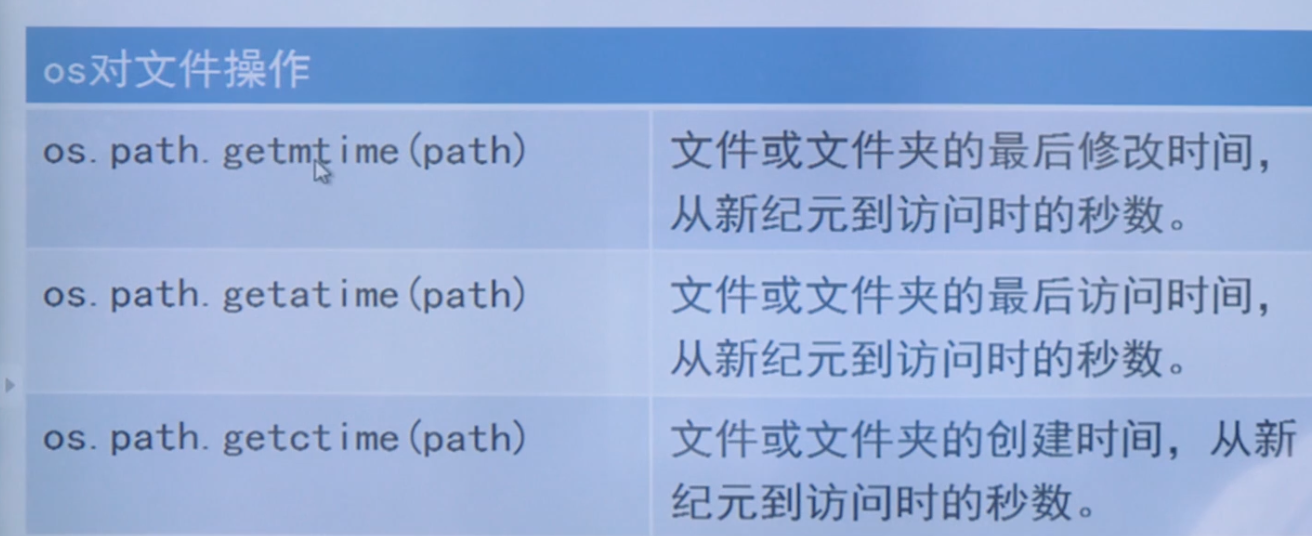 os对文件操作
os.path.getmtime(path)
文件或文件夹的最后修改时间，
从新纪元到访问时的秒数。
os.path.getatime(path)
文件或文件夹的最后访问时间，
从新纪元到访问时的秒数。
os.path.getctime(path)
文件或文件夹的创建时间，从新
纪元到访问时的秒数。